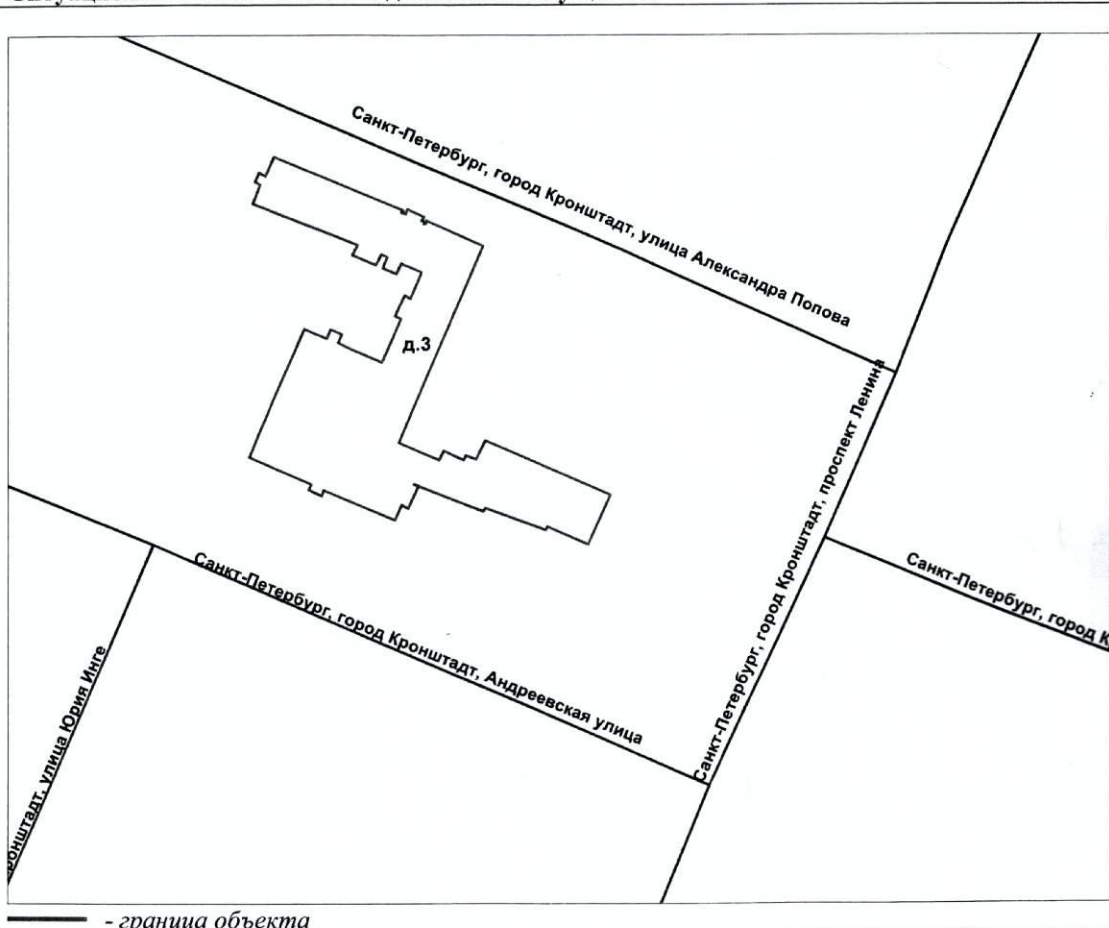 Санкт-Петербург, город Кронштадт, улица Александра Попова
д.3
Санкт-Петербург, город Кронштадт, проспект Ленина
Санкт-Петербург, город К
Санкт-Петербург, город Кронштадт, Андреевская улица
ронштадт, улица Юрия Инге
- граница объекта